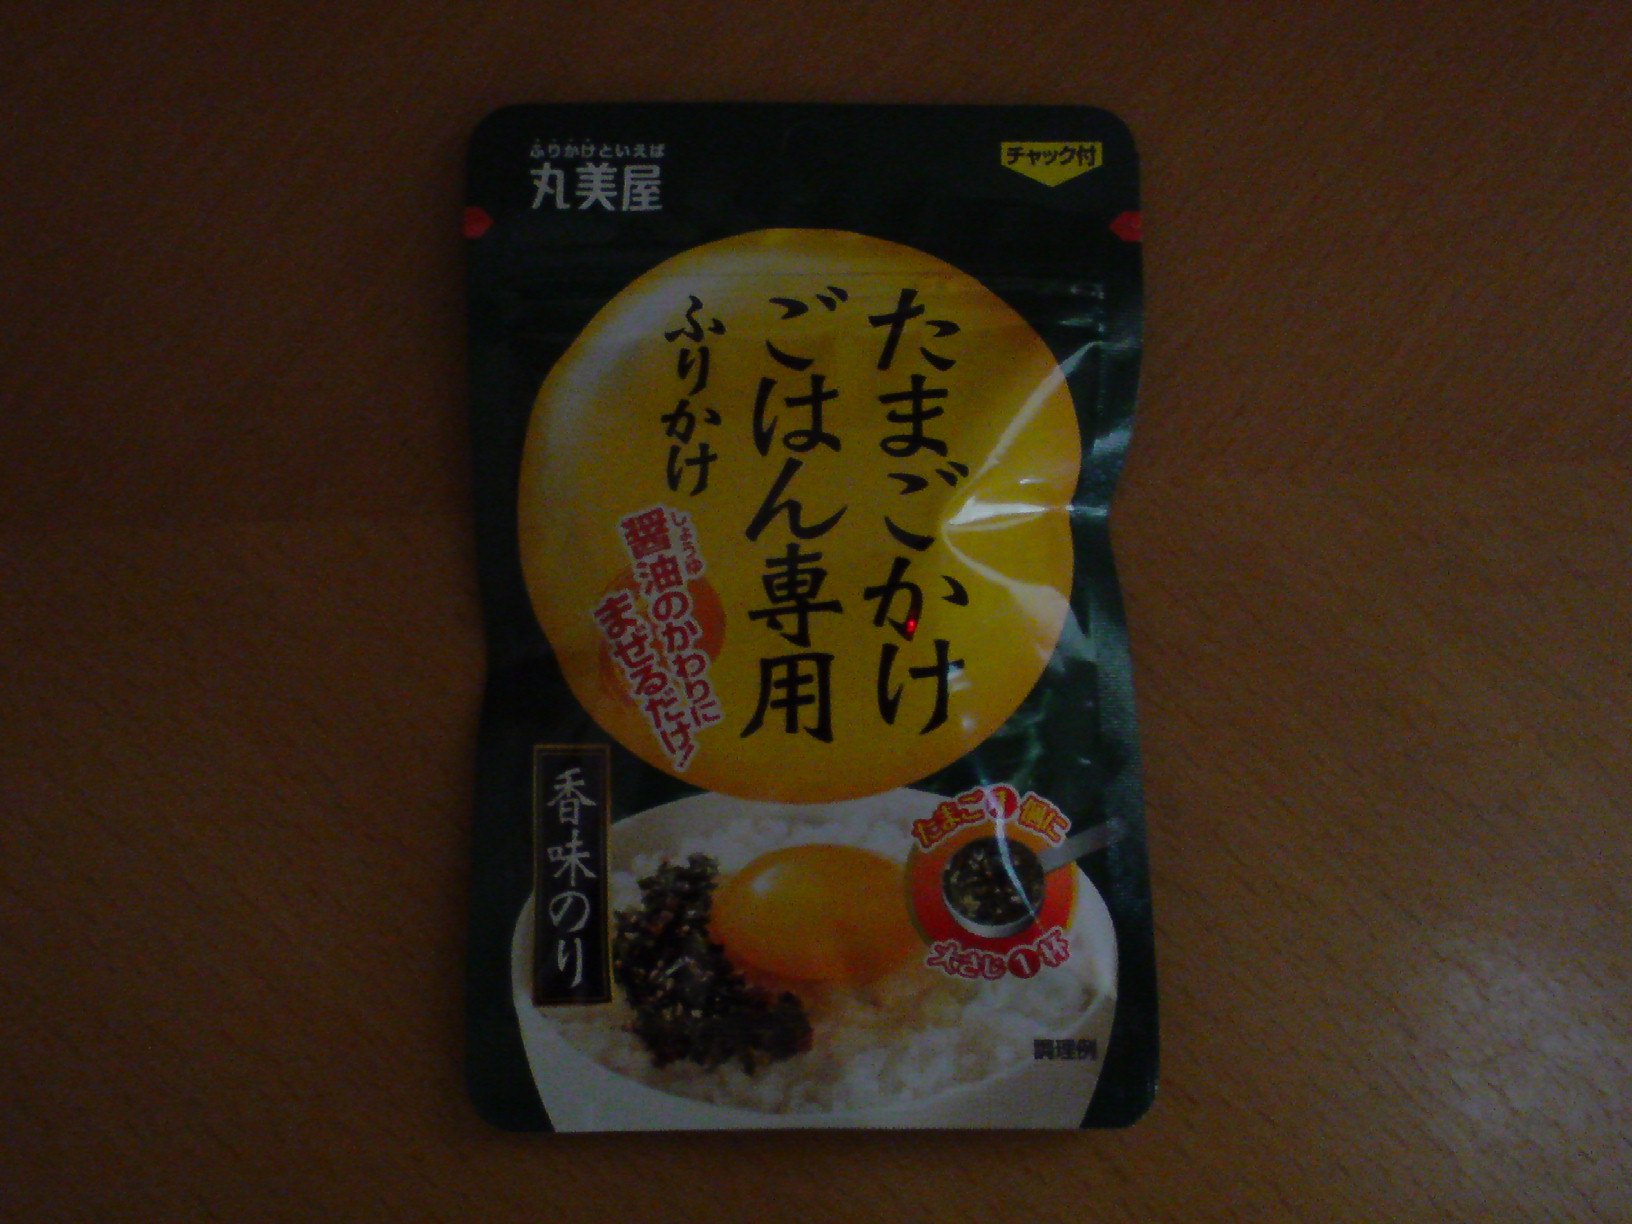 ふりかけといえば
丸美屋
チャック付
たまごかけ
ごはん専用
ふりかけ
しょうゆ
醤油のかわりに
まぜるだけ!
香味のり
たまご1個に
大さじ1杯
調理例